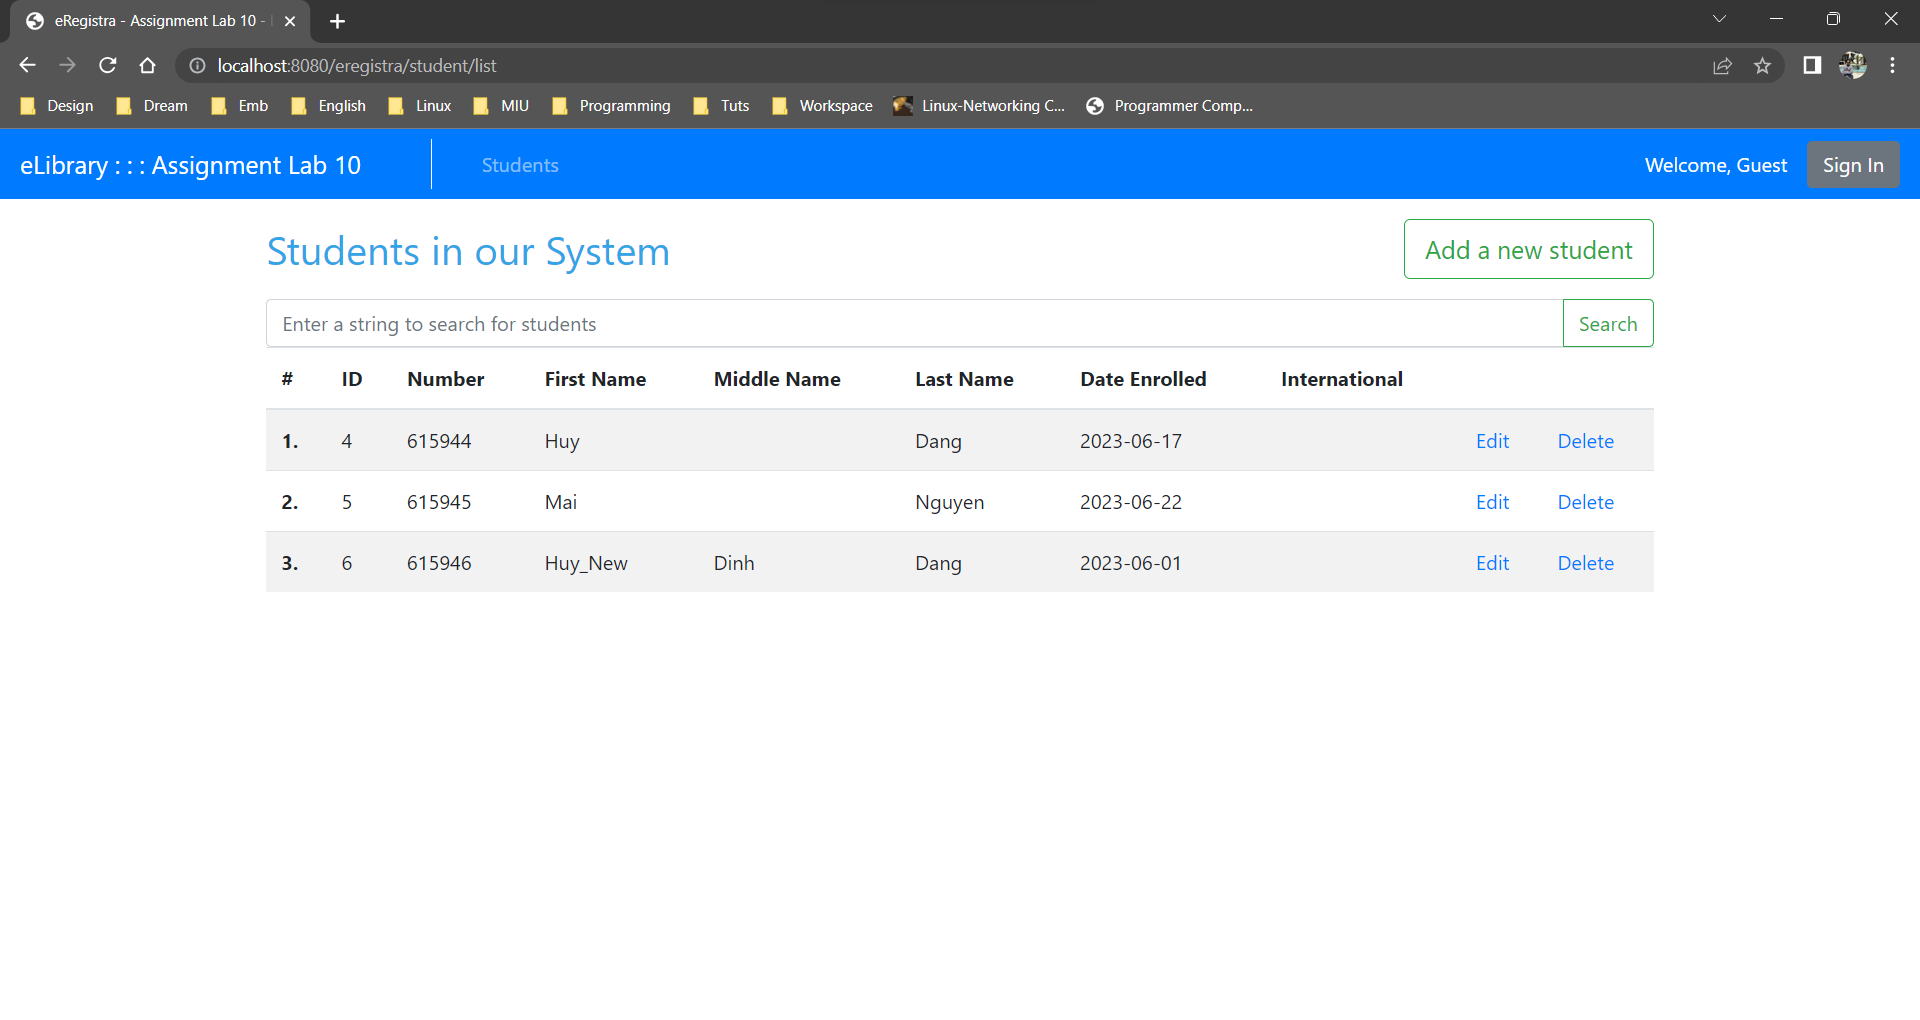 eRegistra - Assignment Lab 10 -
localhost:8080/eregistra/student/list
Design Dream Emb English Linux MIU Programming Tuts Workspace Linux-Networking C... Programmer Comp...
eLibrary : : : Assignment Lab 10 Students Welcome, Guest Sign In
Students in our System Add a new student
Enter a string to search for students Search
# ID Number First Name Middle Name Last Name Date Enrolled International
1. 4 615944 Huy Dang 2023-06-17 Edit Delete
2. 5 615945 Mai Nguyen 2023-06-22 Edit Delete
3. 6 615946 Huy_New Dinh Dang 2023-06-01 Edit Delete